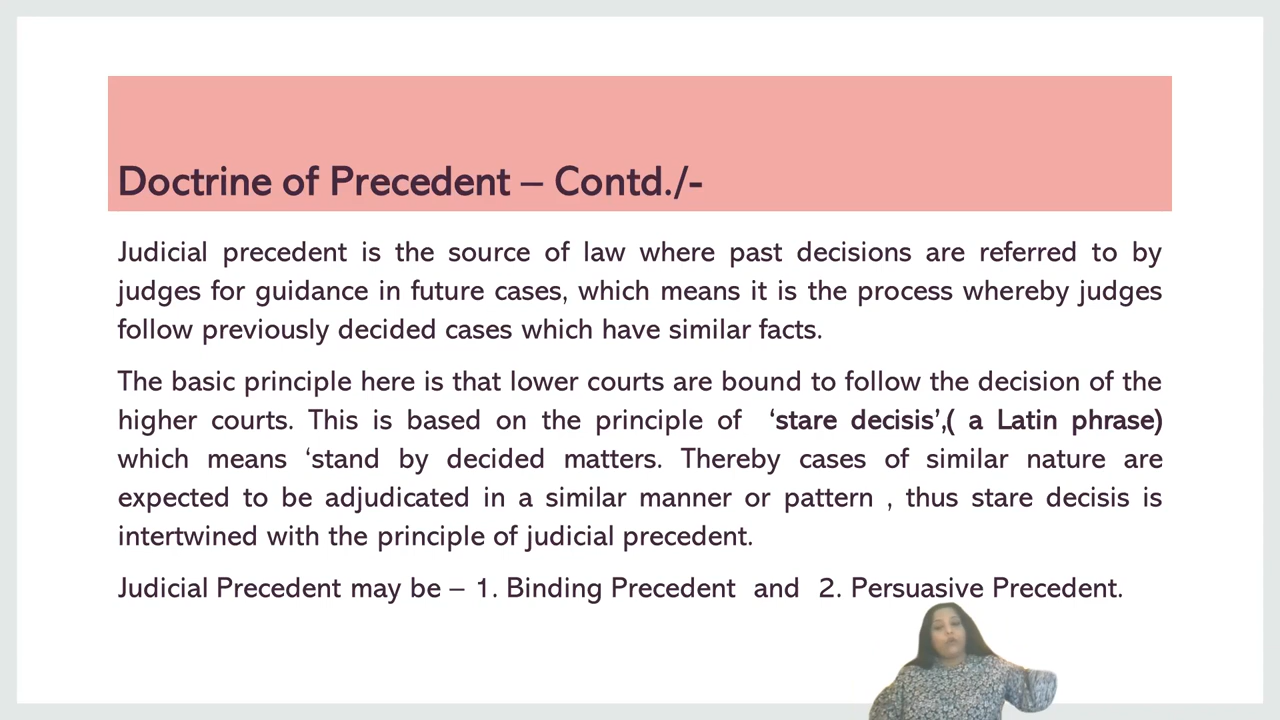 Doctrine of Precedent – Contd./-
Judicial precedent is the source of law where past decisions are referred to by
judges for guidance in future cases, which means it is the process whereby judges
follow previously decided cases which have similar facts.
The basic principle here is that lower courts are bound to follow the decision of the
higher courts. This is based on the principle of ‘stare decisis’,( a Latin phrase)
which means ‘stand by decided matters. Thereby cases of similar nature are
expected to be adjudicated in a similar manner or pattern , thus stare decisis is
intertwined with the principle of judicial precedent.
Judicial Precedent may be – 1. Binding Precedent and 2. Persuasive Precedent.